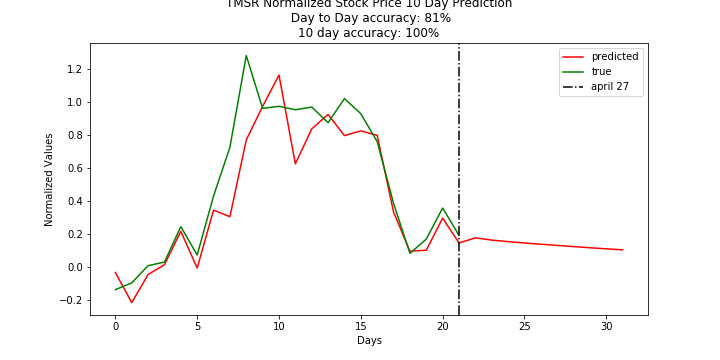 TMSR Normalized Stock Price 10 Day Prediction
Day to Day accuracy: 81%
10 day accuracy: 100%
predicted
true
april 27
1.2
1.0
0.8
0.6
0.4
0.2
0.0
−0.2
Normalized Values
0
5
10
15
20
25
30
Days